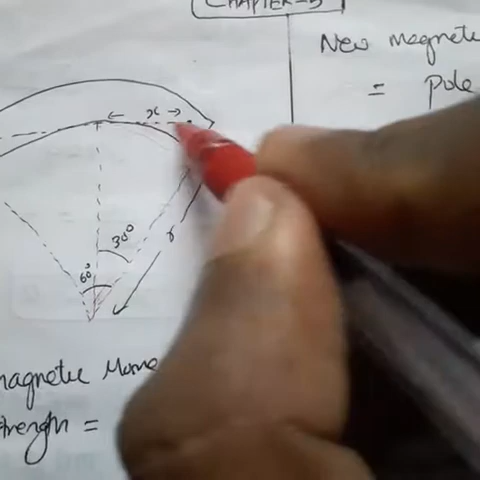 CHAPTER-5
New magnetic
= Pole
← x →
30°
60°
r
magnetic Mome
strength =